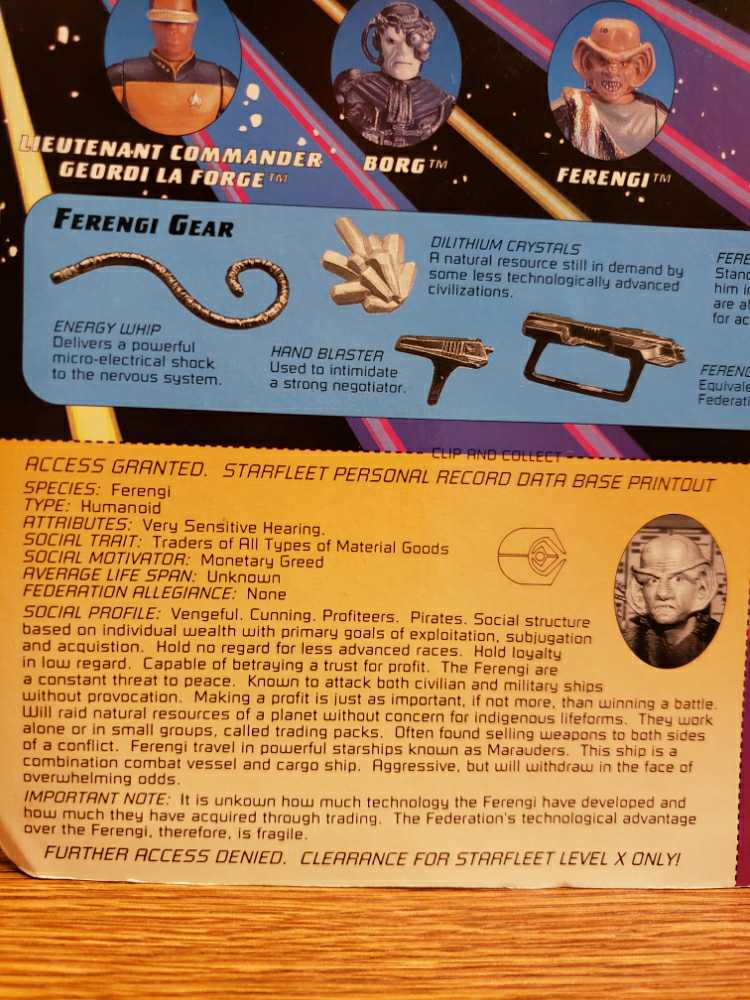 LIEUTENANT COMMANDER
GEORDI LA FORGE™
BORG™
FERENGI™
FERENGI GEAR
DILITHIUM CRYSTALS
A natural resource still in demand by
some less technologically advanced
civilizations.
ENERGY WHIP
Delivers a powerful
micro-electrical shock
to the nervous system.
HAND BLASTER
Used to intimidate
a strong negotiator.
him
are
for
CLIP AND COLLECT
ACCESS GRANTED. STARFLEET PERSONAL RECORD DATA BASE PRINTOUT
SPECIES: Ferengi
TYPE: Humanoid
ATTRIBUTES: Very Sensitive Hearing.
SOCIAL TRAIT: Traders of All Types of Material Goods
SOCIAL MOTIVATOR: Monetary Greed
AVERAGE LIFE SPAN: Unknown
FEDERATION ALLEGIANCE: None
SOCIAL PROFILE: Vengeful. Cunning. Profiteers. Pirates. Social structure
based on individual wealth with primary goals of exploitation, subjugation
and acquistion. Hold no regard for less advanced races. Hold loyalty
in low regard. Capable of betraying a trust for profit. The Ferengi are
a constant threat to peace. Known to attack both civilian and military ships
without provocation. Making a profit is just as important, if not more, than winning a battle.
Will raid natural resources of a planet without concern for indigenous lifeforms. They work
alone or in small groups, called trading packs. Often found selling weapons to both sides
of a conflict. Ferengi travel in powerful starships known as Marauders. This ship is a
combination combat vessel and cargo ship. Aggressive, but will withdraw in the face of
overwhelming odds.
IMPORTANT NOTE: It is unkown how much technology the Ferengi have developed and
how much they have acquired through trading. The Federation's technological advantage
over the Ferengi, therefore, is fragile.
FURTHER ACCESS DENIED. CLEARANCE FOR STARFLEET LEVEL X ONLY!